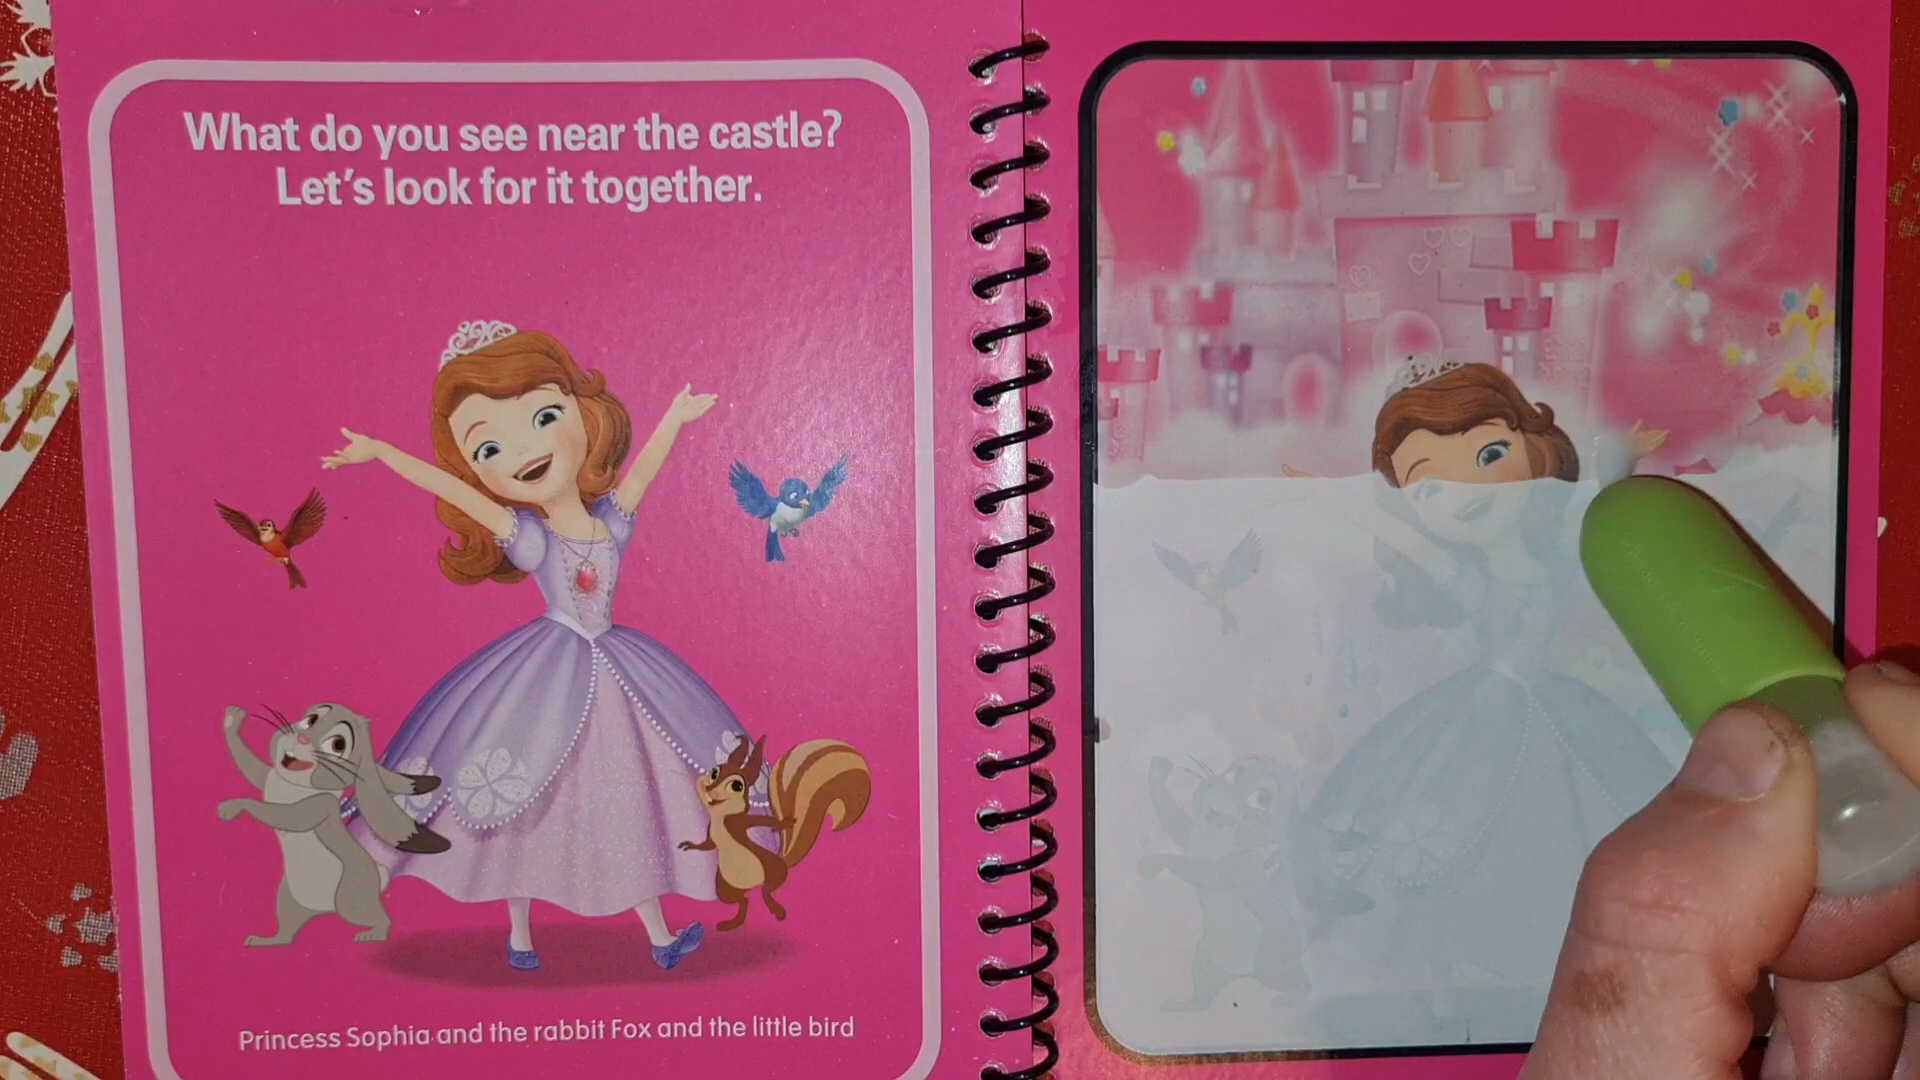 What do you see near the castle?
Let's look for it together.
Princess Sophia and the rabbit Fox and the little bird